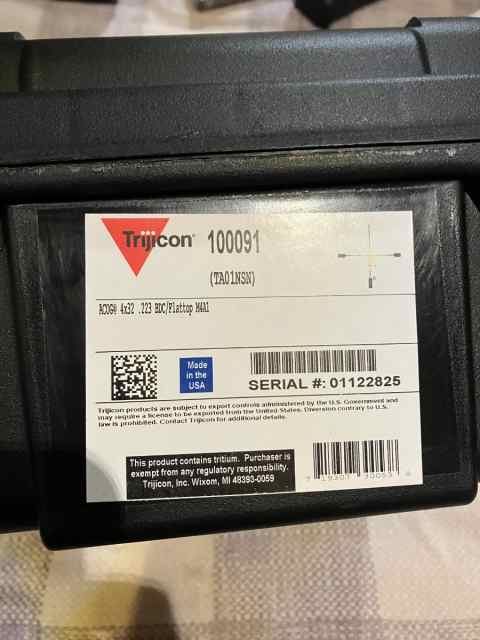 Trijicon® 100091
(TA01NSN)
ACOG® 4x32 .223 BDC/Flattop M4A1
Made
in the
USA
SERIAL #: 01122825
Trijicon products are subject to export controls administered by the U.S. Government and
may require a license to be exported from the United States. Diversion contrary to U.S.
law is prohibited. Contact Trijicon for additional details.
This product contains tritium. Purchaser is
exempt from any regulatory responsibility.
Trijicon, Inc. Wixom, MI 48393-0059